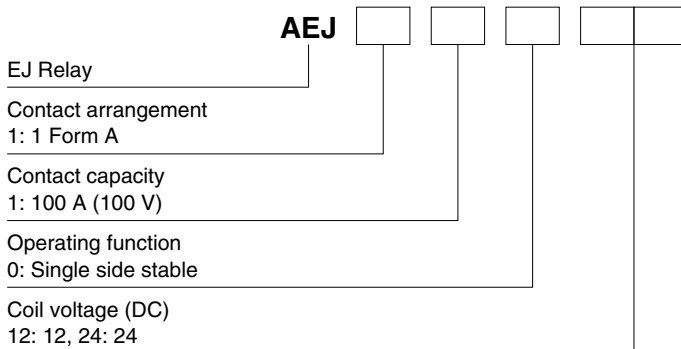 AEJ
EJ Relay
Contact arrangement
1: 1 Form A
Contact capacity
1: 100 A (100 V)
Operating function
0: Single side stable
Coil voltage (DC)
12: 12, 24: 24